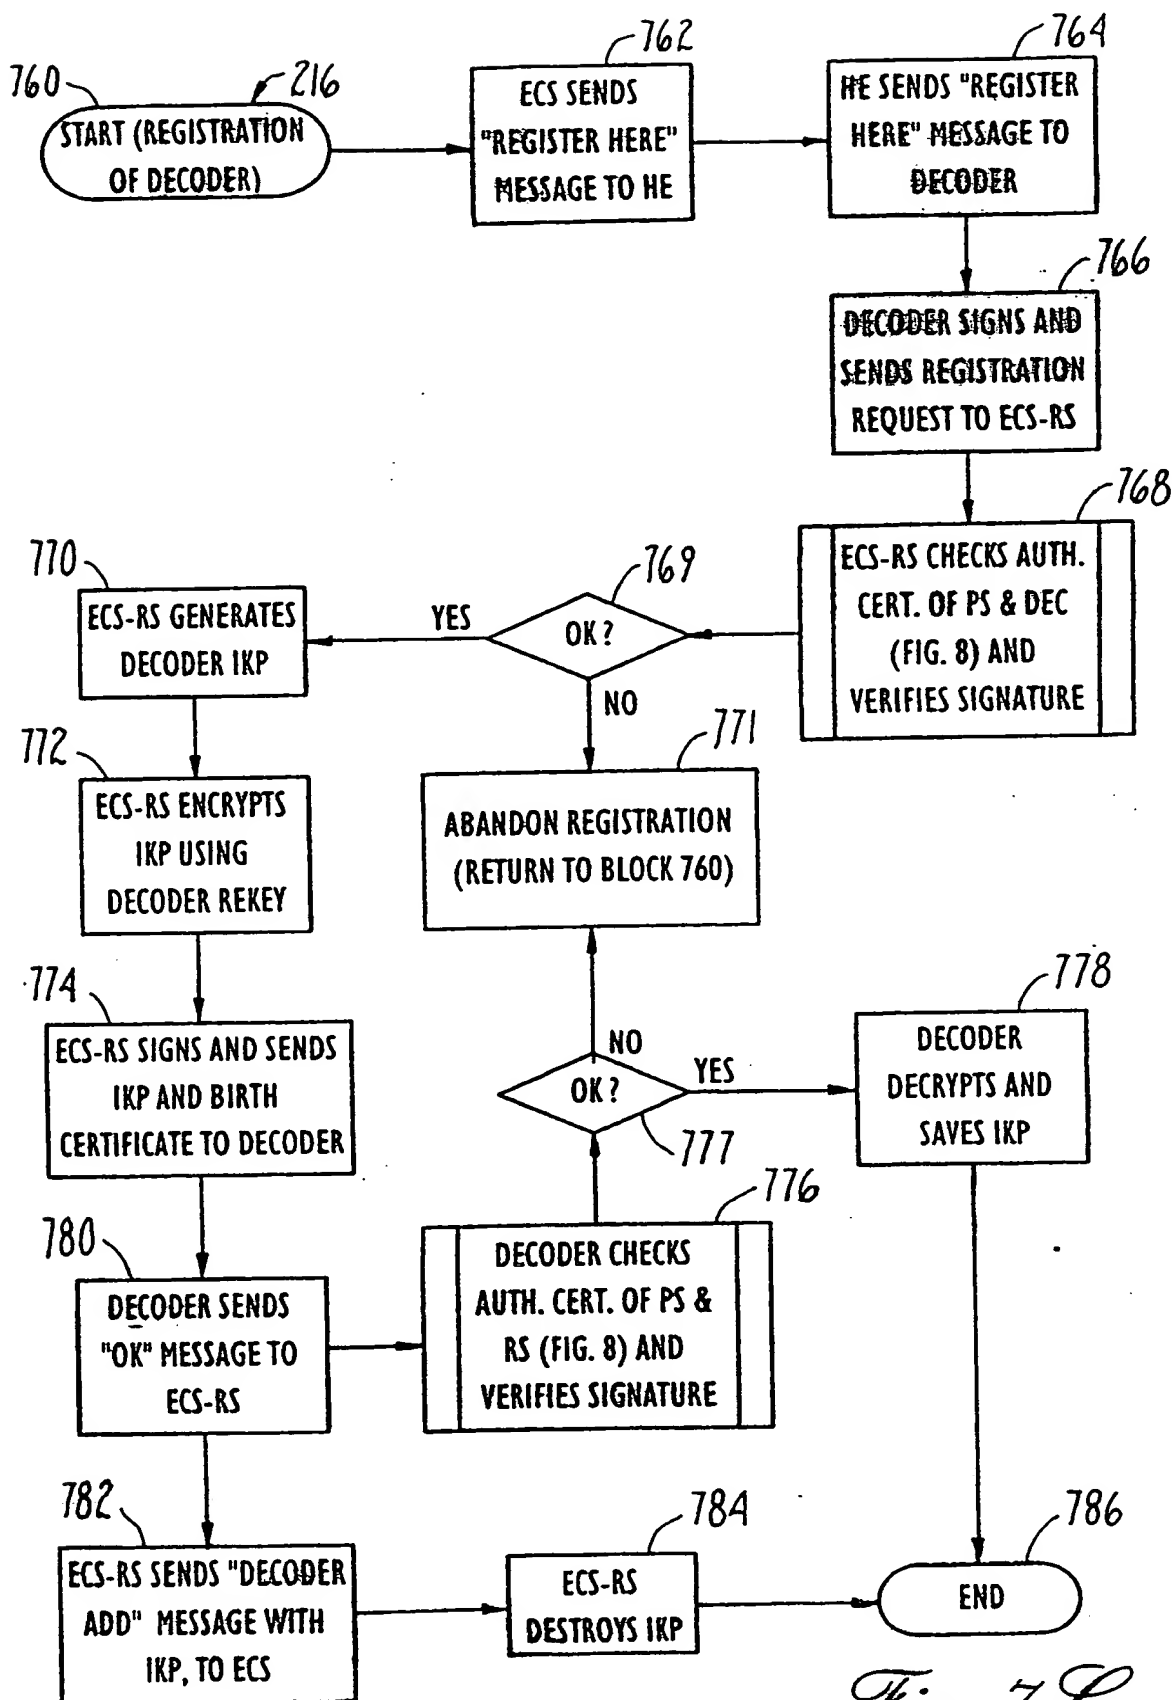 760
216
START (REGISTRATION
OF DECODER)
762
ECS SENDS
"REGISTER HERE"
MESSAGE TO HE
764
HE SENDS "REGISTER
HERE" MESSAGE TO
DECODER
766
DECODER SIGNS AND
SENDS REGISTRATION
REQUEST TO ECS-RS
768
ECS-RS CHECKS AUTH.
CERT. OF PS & DEC
(FIG. 8) AND
VERIFIES SIGNATURE
769
OK?
YES
NO
770
ECS-RS GENERATES
DECODER IKP
771
ABANDON REGISTRATION
(RETURN TO BLOCK 760)
772
ECS-RS ENCRYPTS
IKP USING
DECODER REKEY
774
ECS-RS SIGNS AND SENDS
IKP AND BIRTH
CERTIFICATE TO DECODER
NO
OK?
YES
777
778
DECODER
DECRYPTS AND
SAVES IKP
780
DECODER SENDS
"OK" MESSAGE TO
ECS-RS
776
DECODER CHECKS
AUTH. CERT. OF PS &
RS (FIG. 8) AND
VERIFIES SIGNATURE
782
ECS-RS SENDS "DECODER
ADD" MESSAGE WITH
IKP, TO ECS
784
ECS-RS
DESTROYS IKP
786
END